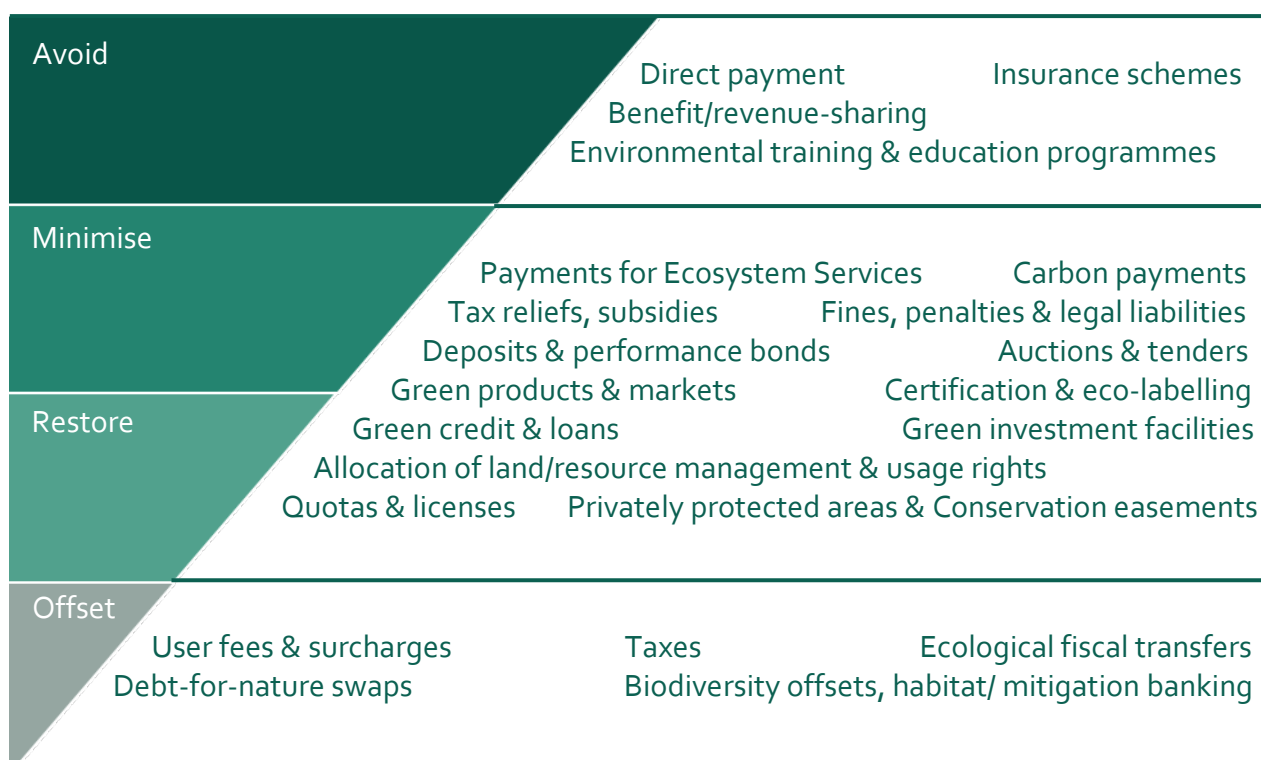 Avoid
Direct payment Insurance schemes
Benefit/revenue-sharing
Environmental training & education programmes
Minimise
Payments for Ecosystem Services Carbon payments
Tax reliefs, subsidies Fines, penalties & legal liabilities
Deposits & performance bonds Auctions & tenders
Green products & markets Certification & eco-labelling
Restore
Green credit & loans Green investment facilities
Allocation of land/resource management & usage rights
Quotas & licenses Privately protected areas & Conservation easements
Offset
User fees & surcharges Taxes Ecological fiscal transfers
Debt-for-nature swaps Biodiversity offsets, habitat/ mitigation banking